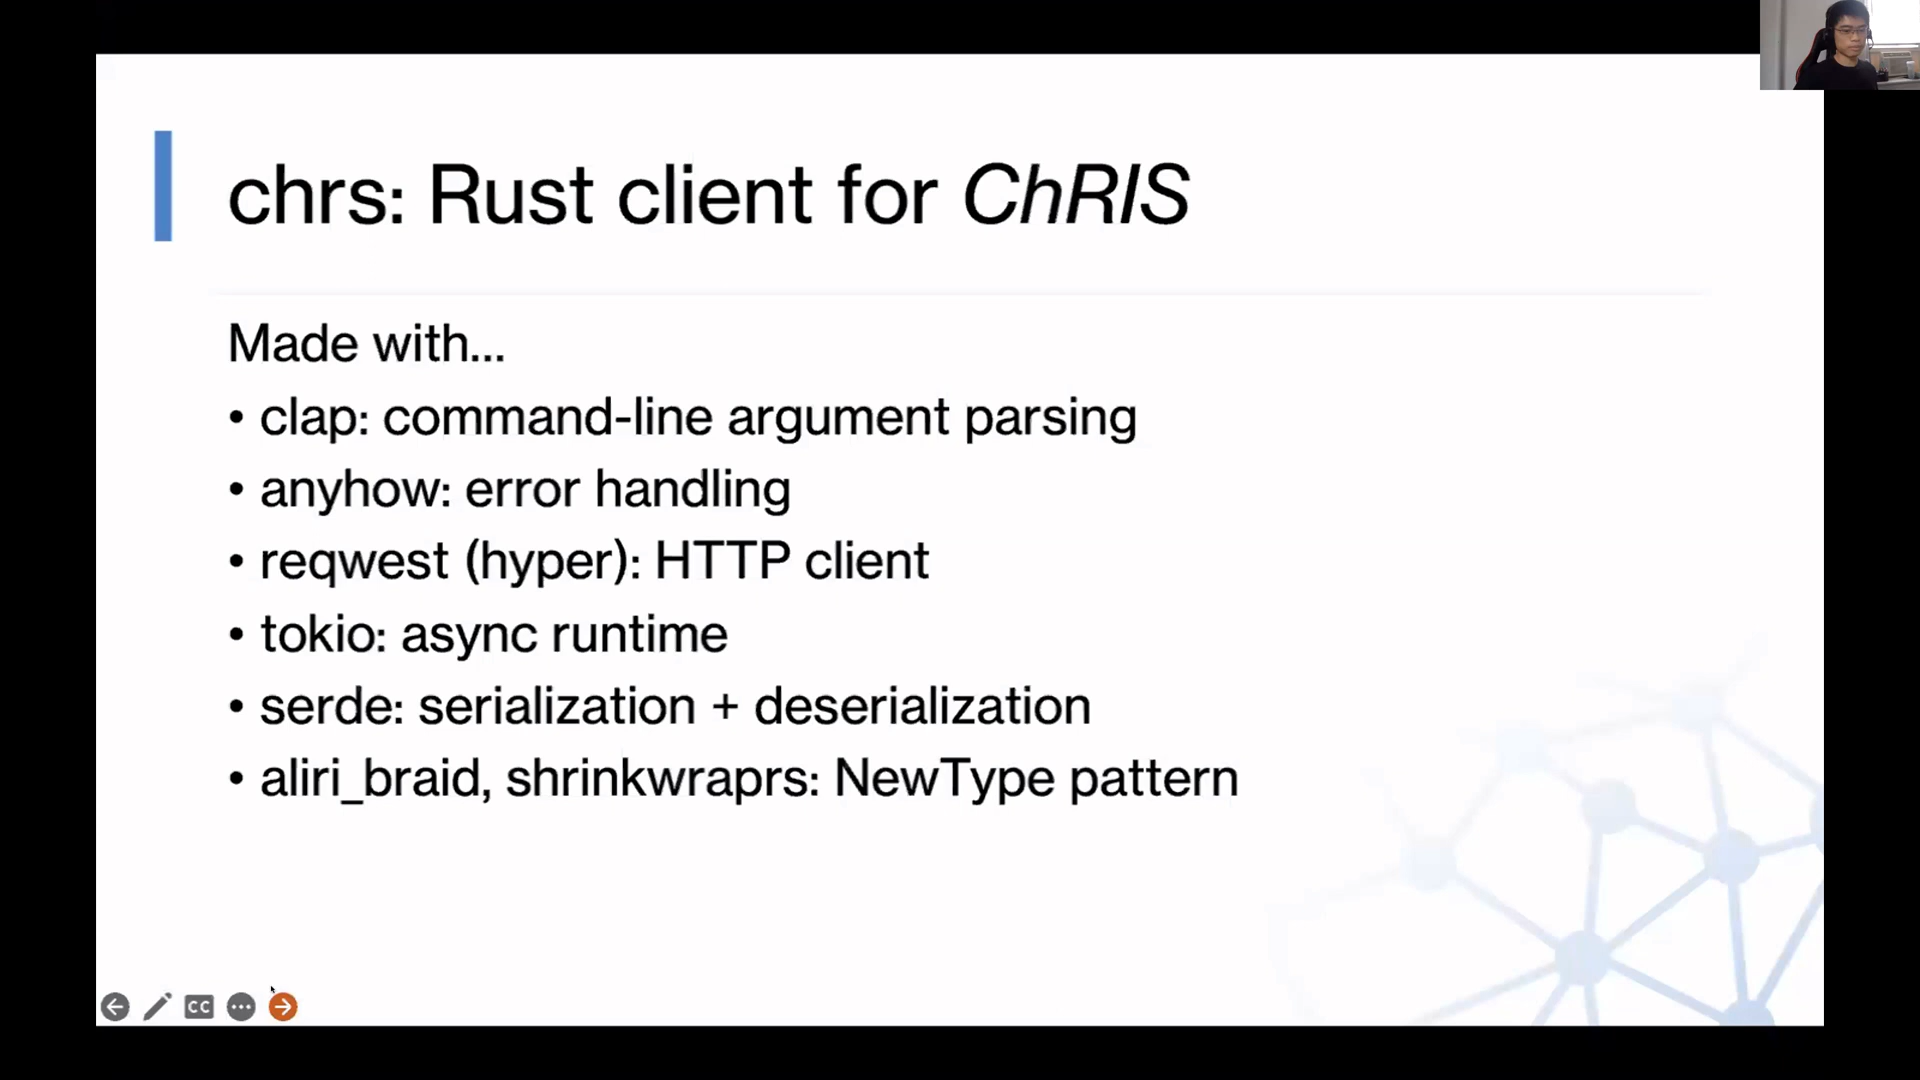 chrs: Rust client for ChRIS
Made with...
• clap: command-line argument parsing
• anyhow: error handling
• reqwest (hyper): HTTP client
• tokio: async runtime
• serde: serialization + deserialization
• aliri_braid, shrinkwraprs: NewType pattern
CC